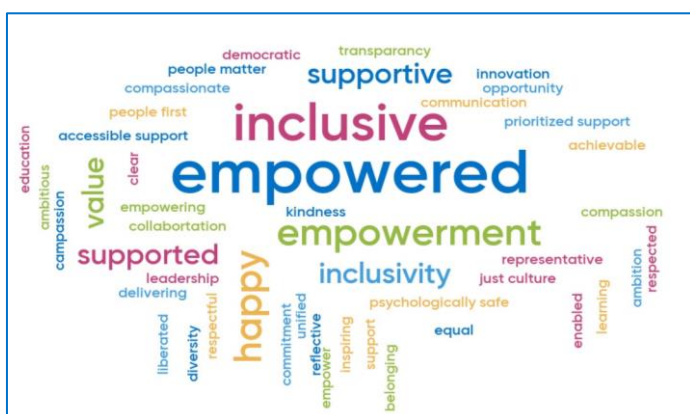 democratic
transparancy
people matter
supportive
innovation
compassionate
opportunity
people first
inclusive
communication
prioritized support
accessible support
achievable
education
ambitious
campassion
value
clear
empowered
empowering
kindness
compassion
collabortation
empowerment
supported
representative
leadership
inclusivity
just culture
delivering
happy
psychologically safe
enabled
learning
ambition
respected
liberated
diversity
respectful
commitment
unified
reflective
empower
inspiring
support
belonging
equal